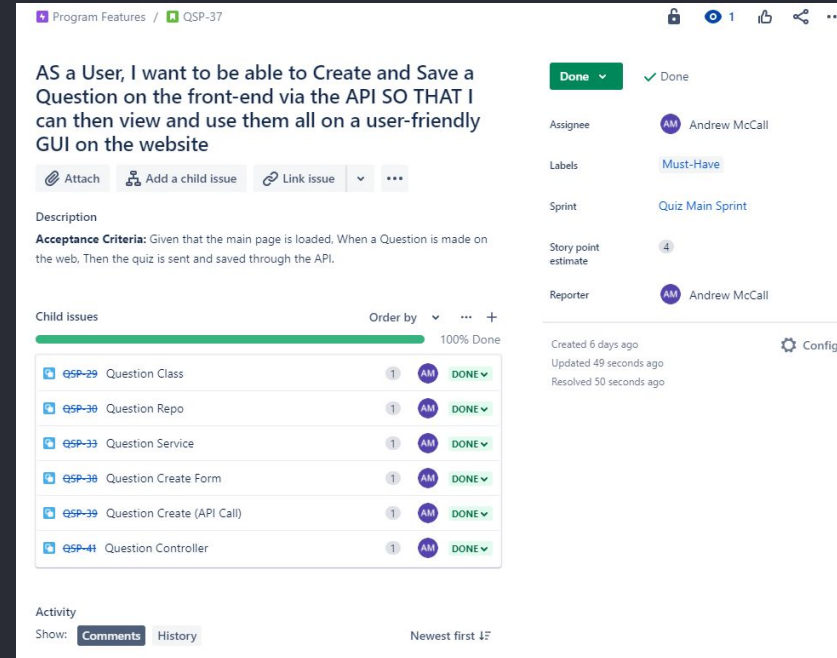 Program Features / QSP-37
1
AS a User, I want to be able to Create and Save a
Question on the front-end via the API SO THAT I
can then view and use them all on a user-friendly
GUI on the website
Attach Add a child issue Link issue
Description
Acceptance Criteria: Given that the main page is loaded, When a Question is made on
the web, Then the quiz is sent and saved through the API.
Child issues Order by
100% Done
QSP-29 Question Class 1 AM DONE
QSP-30 Question Repo 1 AM DONE
QSP-33 Question Service 1 AM DONE
QSP-38 Question Create Form 1 AM DONE
QSP-39 Question Create (API Call) 1 AM DONE
QSP-41 Question Controller 1 AM DONE
Activity
Show: Comments History Newest first
Done Done
Assignee AM Andrew McCall
Labels Must-Have
Sprint Quiz Main Sprint
Story point
estimate 4
Reporter AM Andrew McCall
Created 6 days ago Config
Updated 49 seconds ago
Resolved 50 seconds ago